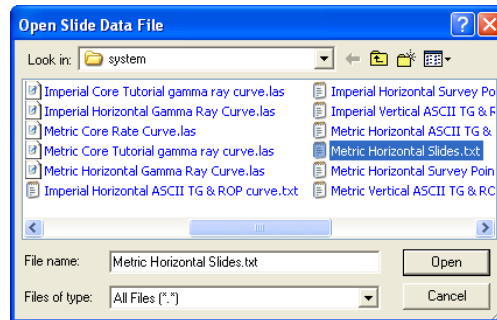 Open Slide Data File
Look in: system
Imperial Core Tutorial gamma ray curve.las
Imperial Horizontal Gamma Ray Curve.las
Metric Core Rate Curve.las
Metric Core Tutorial gamma ray curve.las
Metric Horizontal Gamma Ray Curve.las
Imperial Horizontal ASCII TG & ROP curve.txt
Imperial Horizontal Survey Po
Imperial Vertical ASCII TG & R
Metric Horizontal ASCII TG &
Metric Horizontal Slides.txt
Metric Horizontal Survey Poin
Metric Vertical ASCII TG & RO
File name: Metric Horizontal Slides.txt Open
Files of type: All Files (*.*) Cancel